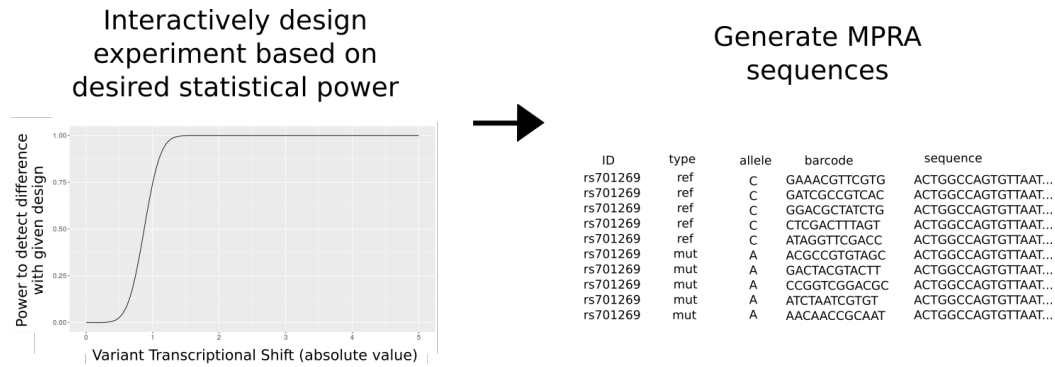 Interactively design
experiment based on
desired statistical power
Power to detect difference
with given design
1.00
0.75
0.50
0.25
0.00
0 1 2 3 4 5
Variant Transcriptional Shift (absolute value)
Generate MPRA
sequences
ID type allele barcode sequence
rs701269 ref C GAAACGTTCGTG ACTGGCCAGTGTTAAT...
rs701269 ref C GATCGCCGTCAC ACTGGCCAGTGTTAAT...
rs701269 ref C GGACGCTATCTG ACTGGCCAGTGTTAAT...
rs701269 ref C CTCGACTTTAGT ACTGGCCAGTGTTAAT...
rs701269 ref C ATAGGTTCGACC ACTGGCCAGTGTTAAT...
rs701269 mut A ACGCCGTGTAGC ACTGGCCAGTGTTAAT...
rs701269 mut A GACTACGTACTT ACTGGCCAGTGTTAAT...
rs701269 mut A CCGGTCGGACGC ACTGGCCAGTGTTAAT...
rs701269 mut A ATCTAATCGTGT ACTGGCCAGTGTTAAT...
rs701269 mut A AACAACCGCAAT ACTGGCCAGTGTTAAT...